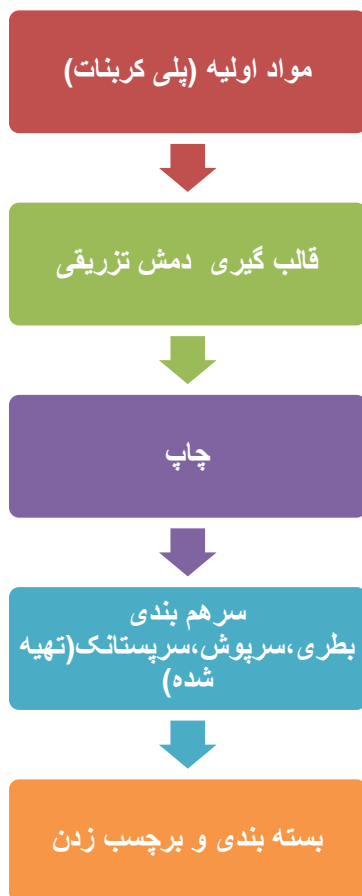 مواد اولیه (پلی کربنات)
قالب گیری دمش تزریقی
چاپ
سرهم بندی
بطری،سرپوش،سرپستانک(تهیه
شده)
بسته بندی و برچسب زدن